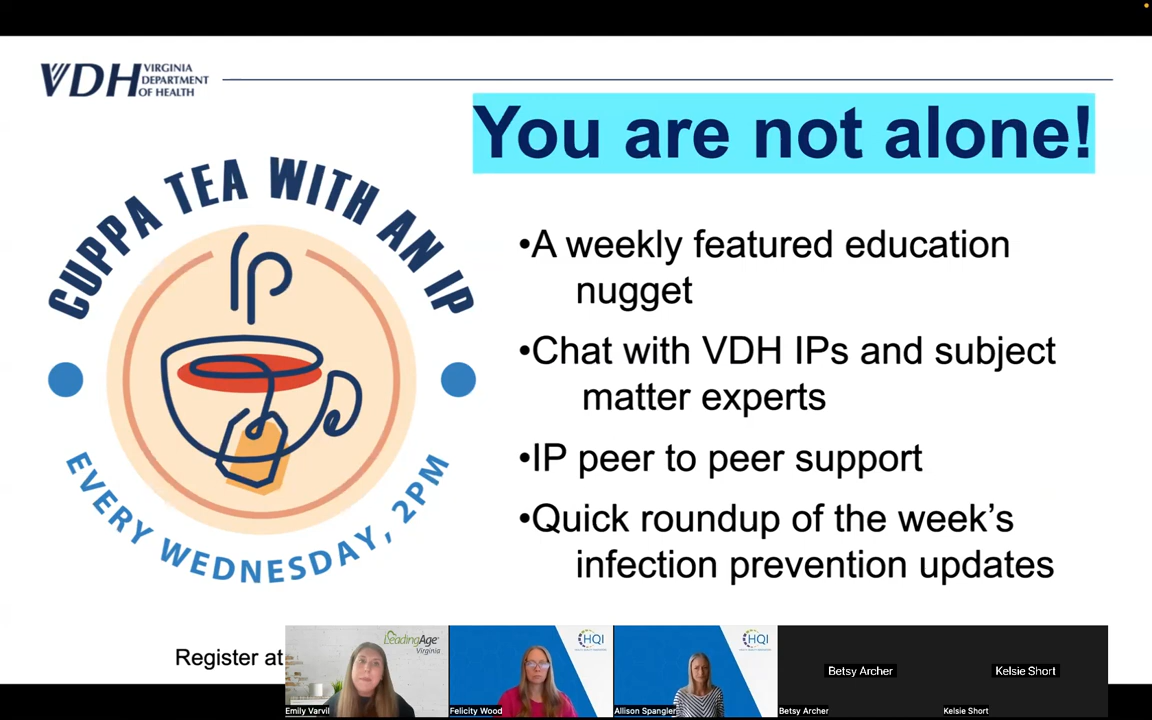 VDH VIRGINIA
DEPARTMENT
OF HEALTH
You are not alone!
CUPPA TEA WITH AN IP
IP
EVERY WEDNESDAY, 2PM
•A weekly featured education
nugget
•Chat with VDH IPs and subject
matter experts
•IP peer to peer support
•Quick roundup of the week’s
infection prevention updates
Register at
LeadingAge
Virginia
HQI
HQI
Betsy Archer
Kelsie Short
Emily Varvil
Felicity Wood
Allison Spangler
Betsy Archer
Kelsie Short